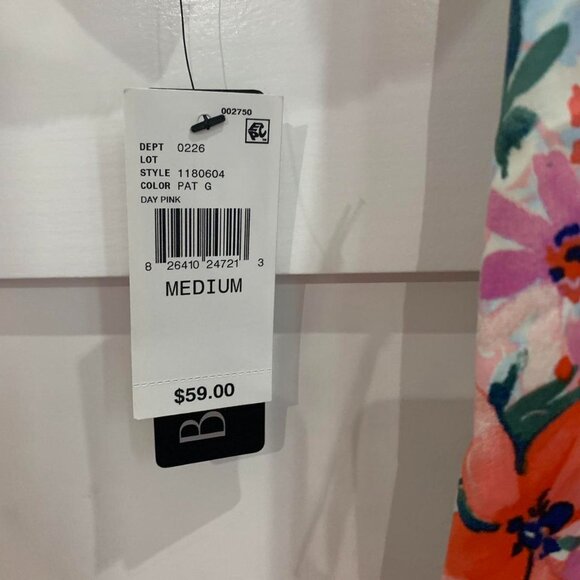 002750
DEPT 0226
LOT
STYLE 1180604
COLOR PAT G
DAY PINK
8 26410 24721 3
MEDIUM
$59.00
B